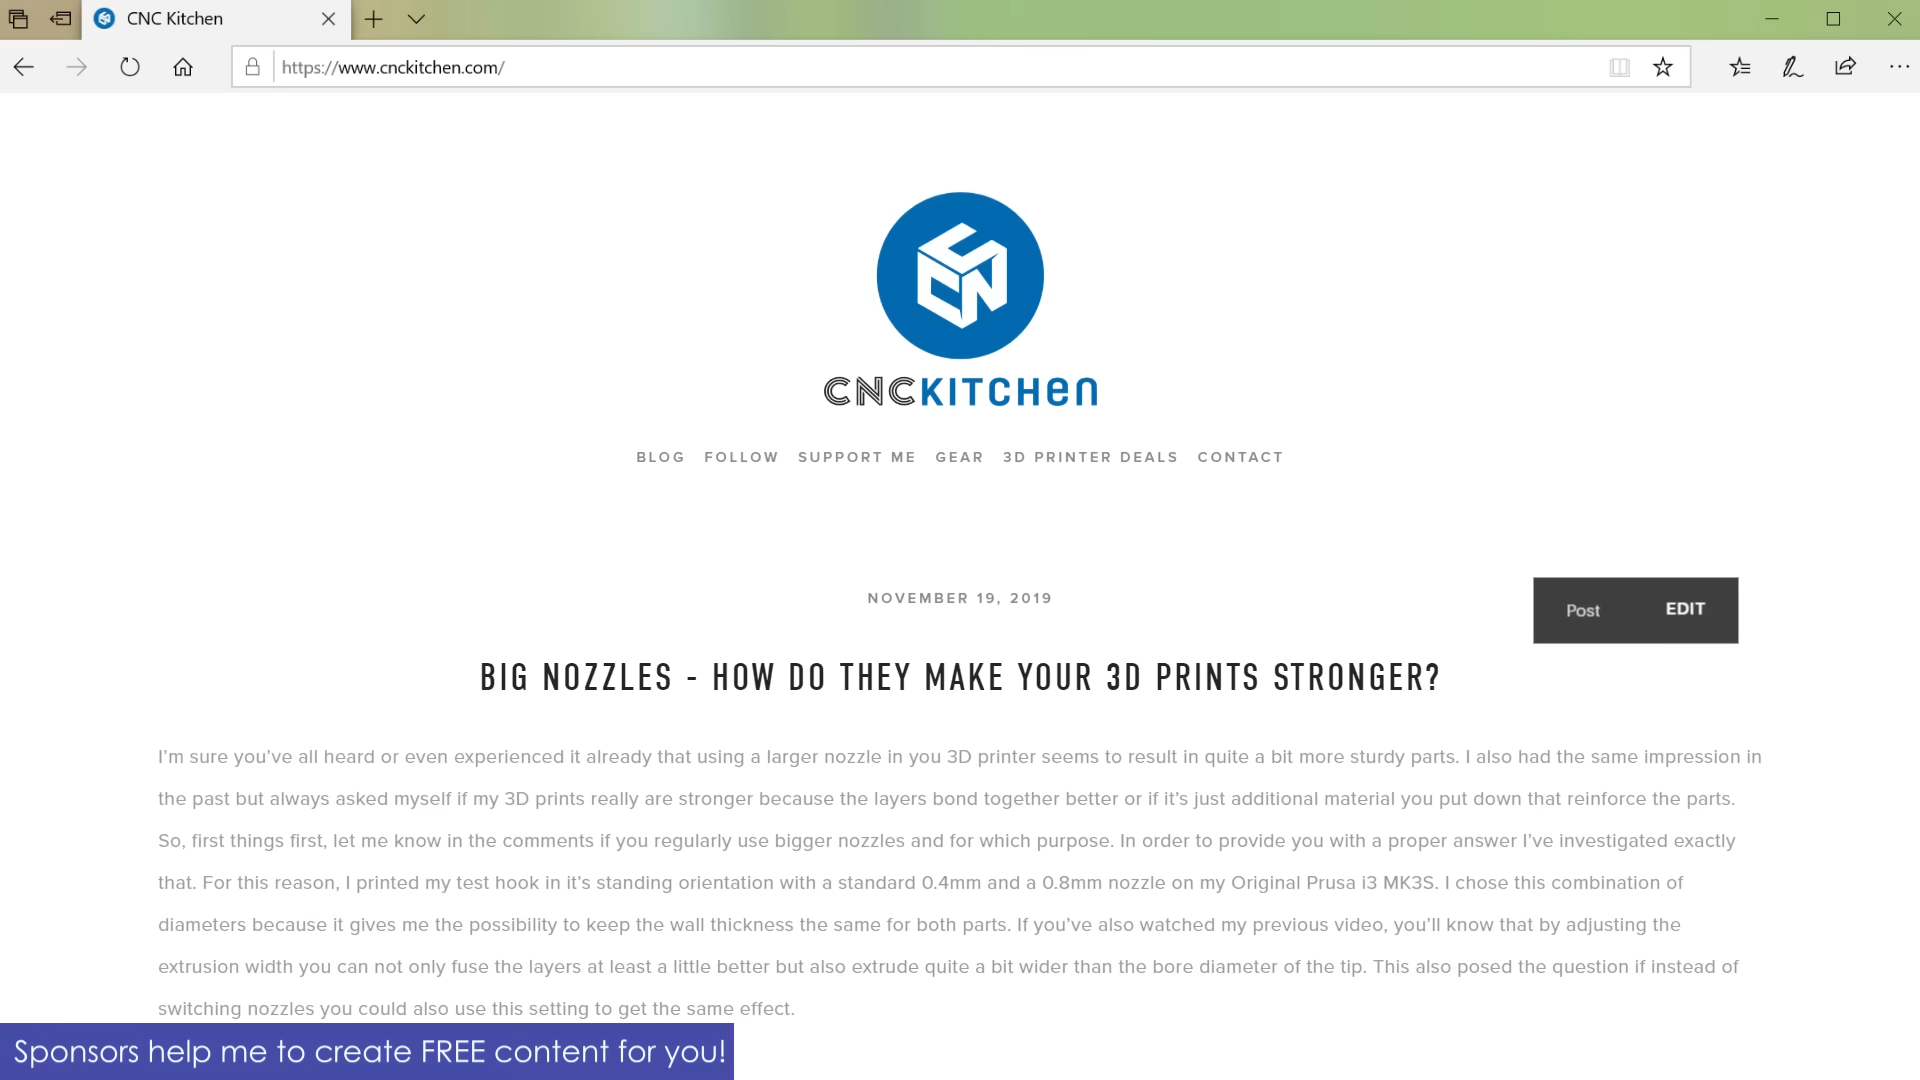 CNC Kitchen
https://www.cnckitchen.com/
CNCKITCHEN
BLOG FOLLOW SUPPORT ME GEAR 3D PRINTER DEALS CONTACT
NOVEMBER 19, 2019
Post EDIT
BIG NOZZLES - HOW DO THEY MAKE YOUR 3D PRINTS STRONGER?
I’m sure you’ve all heard or even experienced it already that using a larger nozzle in you 3D printer seems to result in quite a bit more sturdy parts. I also had the same impression in
the past but always asked myself if my 3D prints really are stronger because the layers bond together better or if it’s just additional material you put down that reinforce the parts.
So, first things first, let me know in the comments if you regularly use bigger nozzles and for which purpose. In order to provide you with a proper answer I’ve investigated exactly
that. For this reason, I printed my test hook in it’s standing orientation with a standard 0.4mm and a 0.8mm nozzle on my Original Prusa i3 MK3S. I chose this combination of
diameters because it gives me the possibility to keep the wall thickness the same for both parts. If you’ve also watched my previous video, you’ll know that by adjusting the
extrusion width you can not only fuse the layers at least a little better but also extrude quite a bit wider than the bore diameter of the tip. This also posed the question if instead of
switching nozzles you could also use this setting to get the same effect.
Sponsors help me to create FREE content for you!